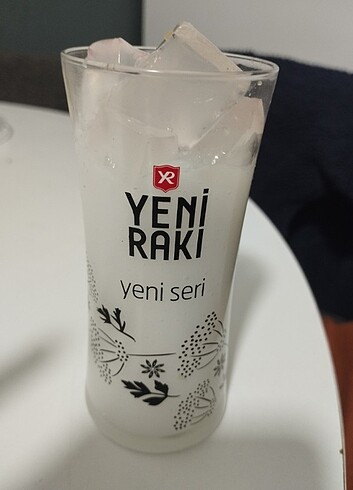 YR
YENİ
RAKI
yeni seri